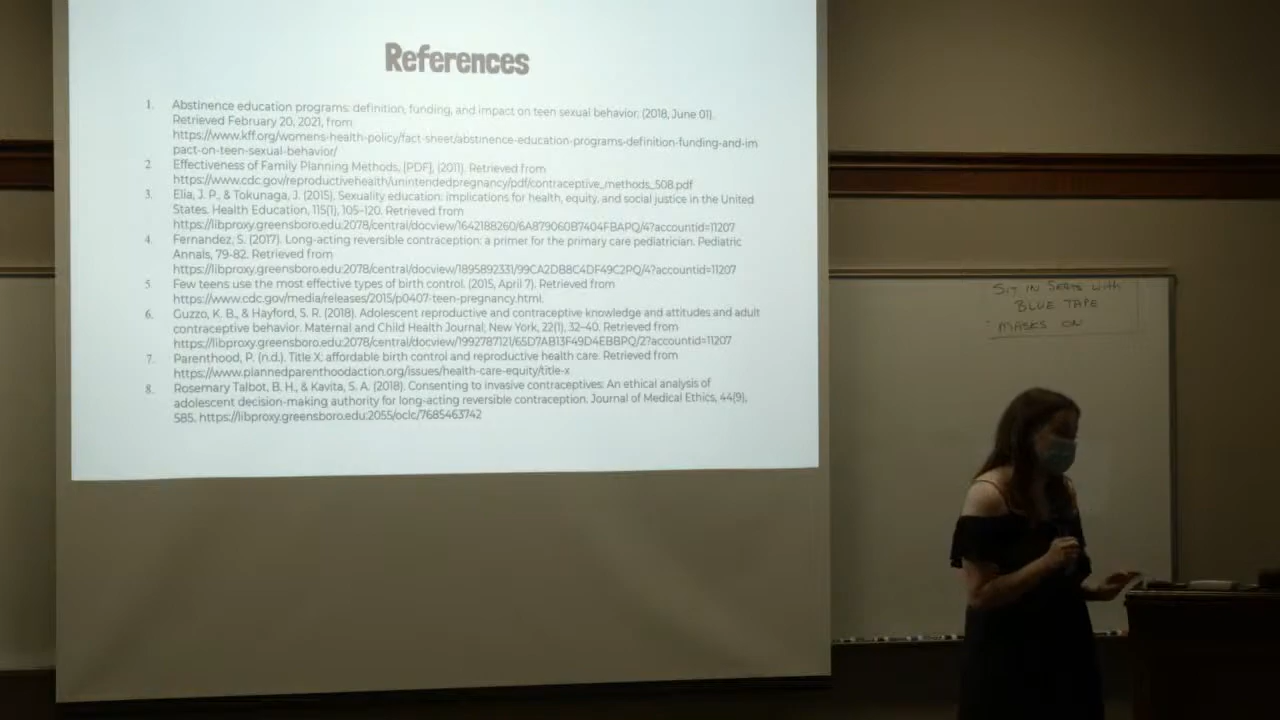 References
1. Abstinence education programs: definition, funding, and impact on teen sexual behavior. (2018, June 01).
Retrieved February 20, 2021, from
https://www.kff.org/womens-health-policy/fact-sheet/abstinence-education-programs-definition-funding-and-im
pact-on-teen-sexual-behavior/
2. Effectiveness of Family Planning Methods, [PDF], (2011). Retrieved from
https://www.cdc.gov/reproductivehealth/unintendedpregnancy/pdf/contraceptive_methods_508.pdf
3. Elia, J. P., & Tokunaga, J. (2015). Sexuality education: implications for health, equity, and social justice in the United
States. Health Education, 115(1), 105-120. Retrieved from
https://libproxy.greensboro.edu:2078/central/docview/1642188260/6A879060B7404FBAPQ/4?accountid=11207
4. Fernandez, S. (2017). Long-acting reversible contraception: a primer for the primary care pediatrician. Pediatric
Annals, 79-82. Retrieved from
https://libproxy.greensboro.edu:2078/central/docview/1895892331/99CA2DB8C4DF49C2PQ/4?accountid=11207
5. Few teens use the most effective types of birth control. (2015, April 7). Retrieved from
https://www.cdc.gov/media/releases/2015/p0407-teen-pregnancy.html.
6. Guzzo, K. B., & Hayford, S. R. (2018). Adolescent reproductive and contraceptive knowledge and attitudes and adult
contraceptive behavior. Maternal and Child Health Journal; New York, 22(1), 32-40. Retrieved from
https://libproxy.greensboro.edu:2078/central/docview/1992787121/65D7AB13F49D4EBBPQ/2?accountid=11207
7. Parenthood, P. (n.d.). Title X: affordable birth control and reproductive health care. Retrieved from
https://www.plannedparenthoodaction.org/issues/health-care-equity/title-x
8. Rosemary Talbot, B. H., & Kavita, S. A. (2018). Consenting to invasive contraceptives: An ethical analysis of
adolescent decision-making authority for long-acting reversible contraception. Journal of Medical Ethics, 44(9),
585. https://libproxy.greensboro.edu:2055/oclc/7685463742
SIT IN SEATS WITH
BLUE TAPE
MASKS ON